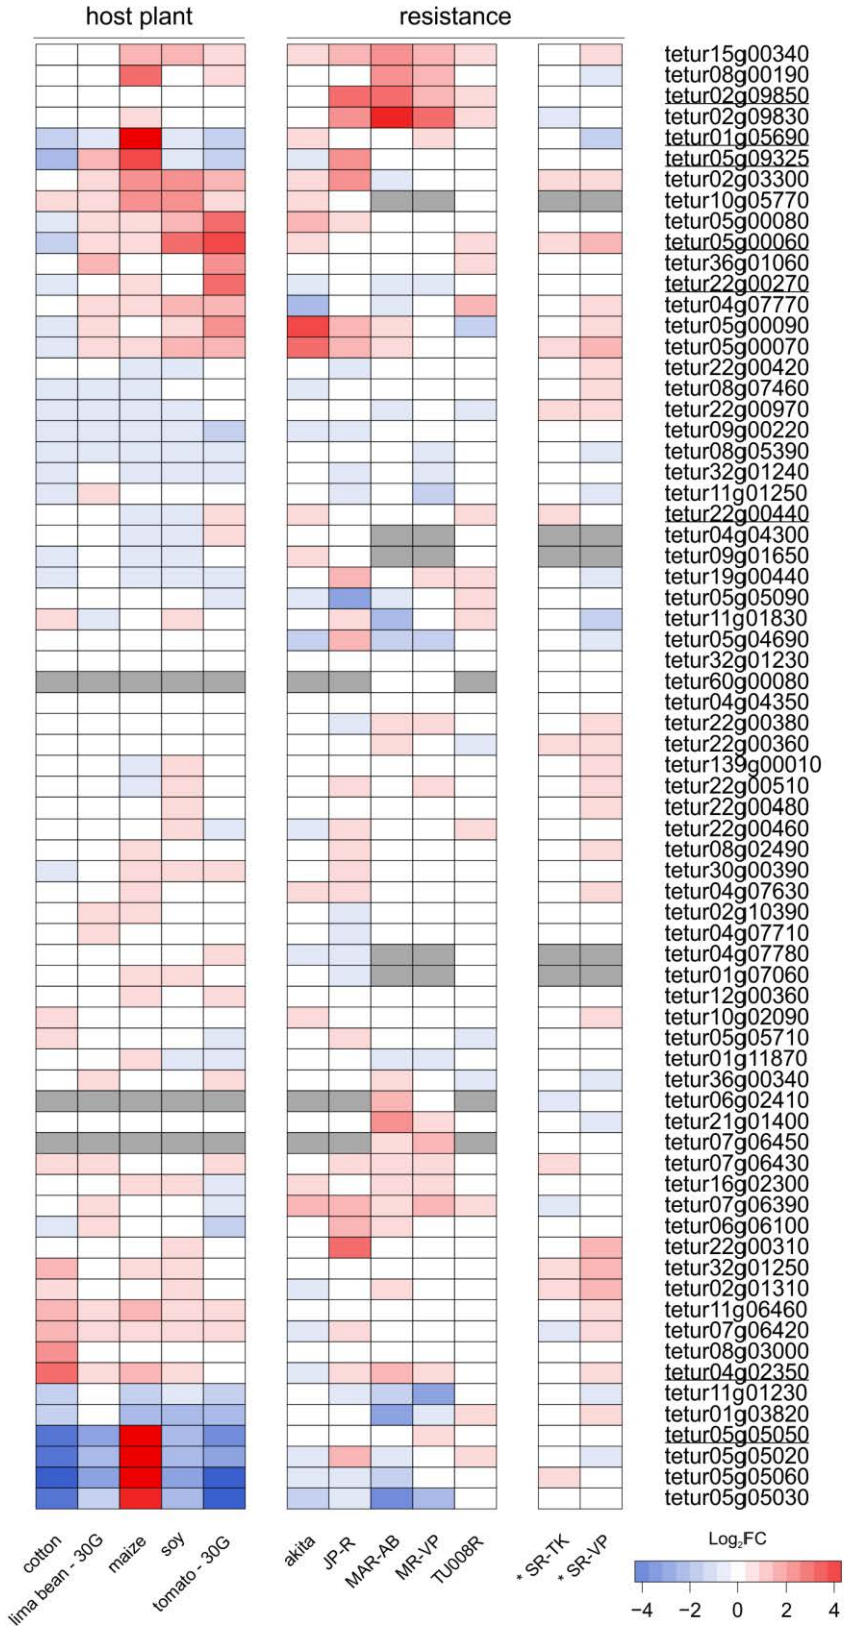 host plant
resistance
tetur15g00340
tetur08g00190
tetur02g09850
tetur02g09830
tetur01g05690
tetur05g09325
tetur02g03300
tetur10g05770
tetur05g00080
tetur05g00060
tetur36g01060
tetur22g00270
tetur04g07770
tetur05g00090
tetur05g00070
tetur22g00420
tetur08g07460
tetur22g00970
tetur09g00220
tetur08g05390
tetur32g01240
tetur11g01250
tetur22g00440
tetur04g04300
tetur09g01650
tetur19g00440
tetur05g05090
tetur11g01830
tetur05g04690
tetur32g01230
tetur60g00080
tetur04g04350
tetur22g00380
tetur22g00360
tetur139g00010
tetur22g00510
tetur22g00480
tetur22g00460
tetur08g02490
tetur30g00390
tetur04g07630
tetur02g10390
tetur04g07710
tetur04g07780
tetur01g07060
tetur12g00360
tetur10g02090
tetur05g05710
tetur01g11870
tetur36g00340
tetur06g02410
tetur21g01400
tetur07g06450
tetur07g06430
tetur16g02300
tetur07g06390
tetur06g06100
tetur22g00310
tetur32g01250
tetur02g01310
tetur11g06460
tetur07g06420
tetur08g03000
tetur04g02350
tetur11g01230
tetur01g03820
tetur05g05050
tetur05g05020
tetur05g05060
tetur05g05030
cotton
lima bean - 30G
maize
soy
tomato - 30G
akita
JP-R
MAR-AB
MR-VP
TU008R
* SR-TK
* SR-VP
Log₂FC
−4 −2 0 2 4